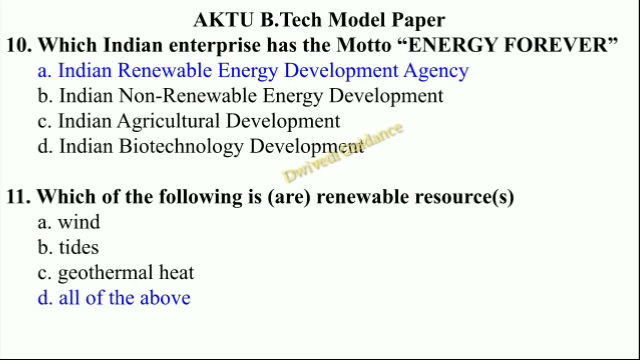 AKTU B.Tech Model Paper
10. Which Indian enterprise has the Motto “ENERGY FOREVER”
a. Indian Renewable Energy Development Agency
b. Indian Non-Renewable Energy Development
c. Indian Agricultural Development
d. Indian Biotechnology Development
Dwivedi Guidance
11. Which of the following is (are) renewable resource(s)
a. wind
b. tides
c. geothermal heat
d. all of the above